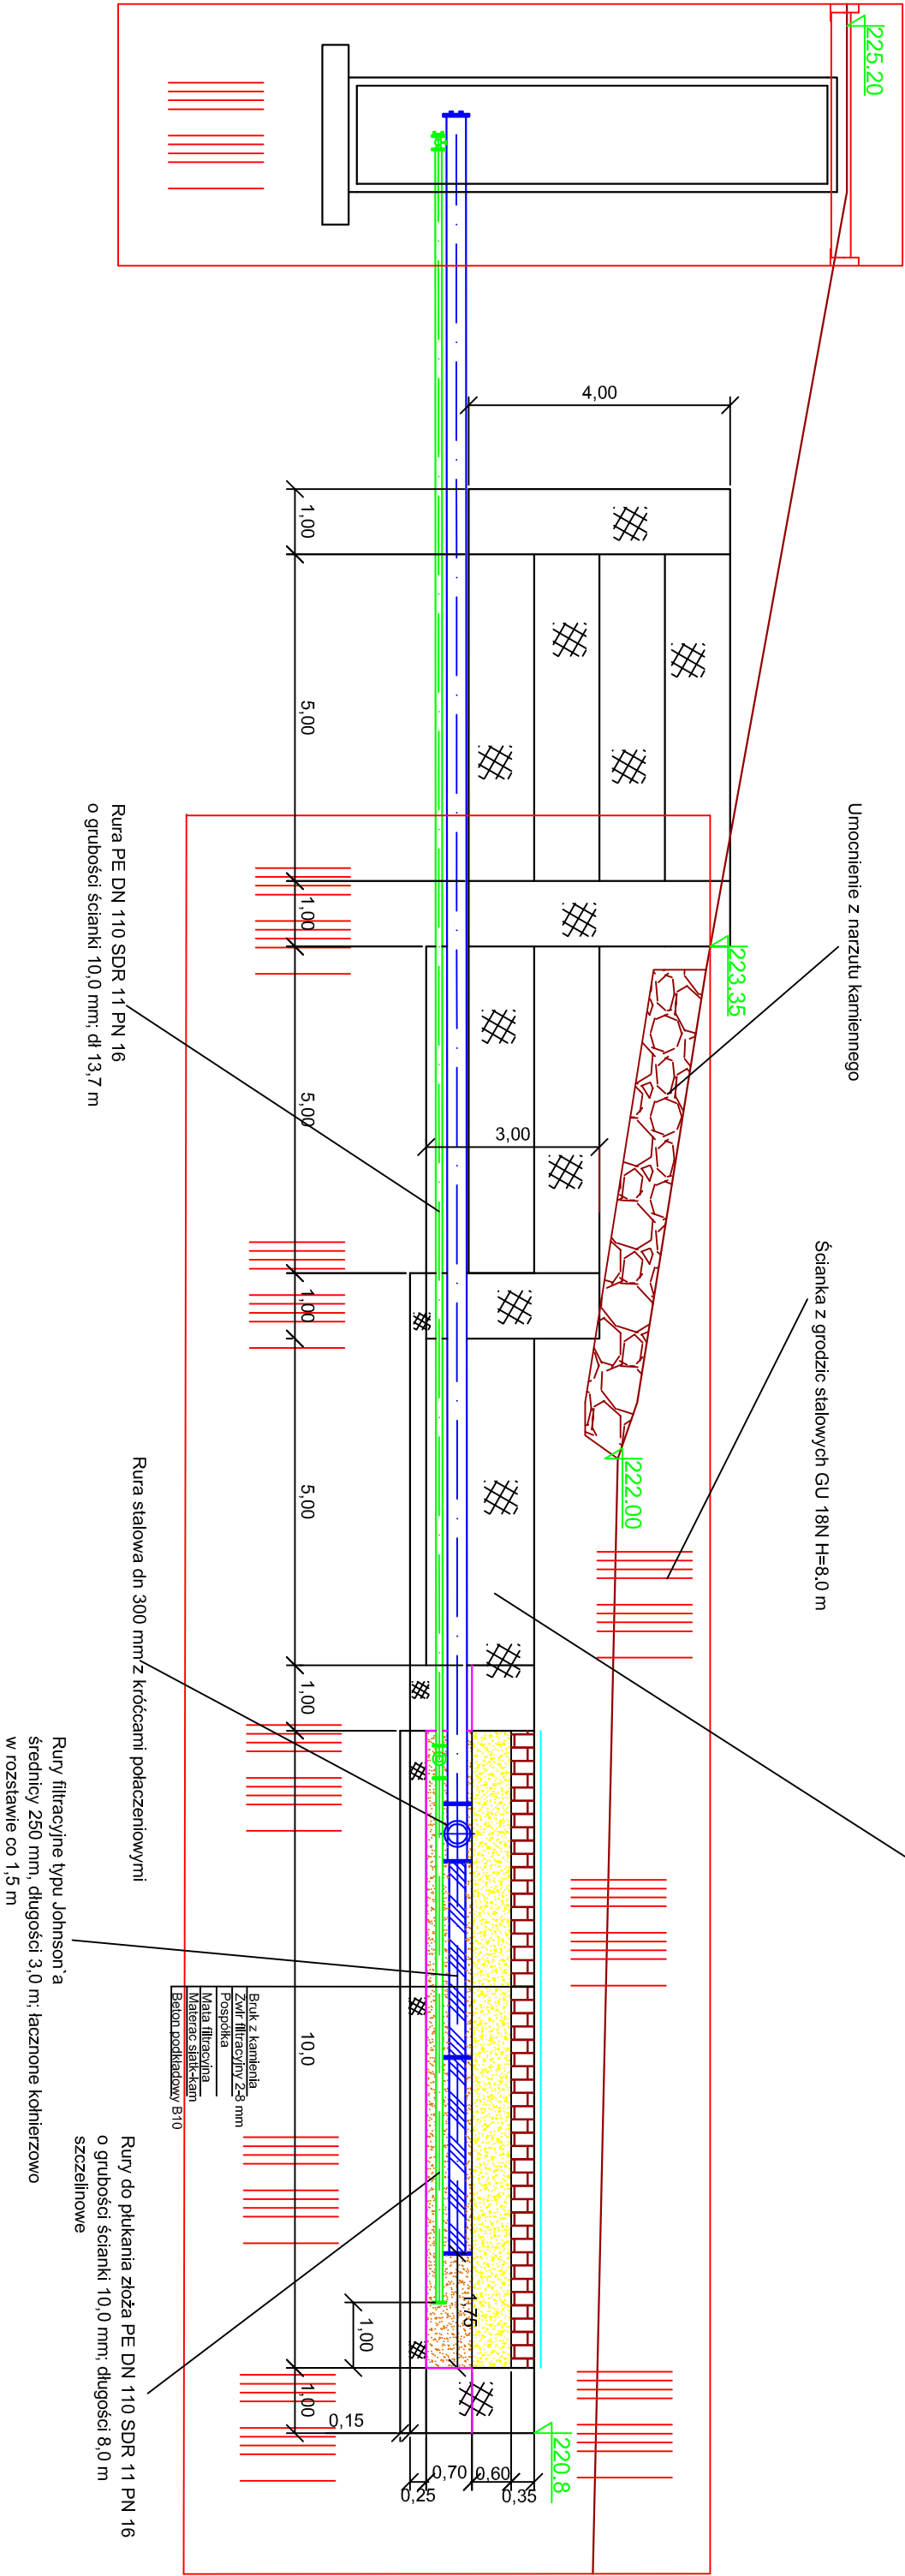 225.20
4,00
1,00
5,00
1,00
Umocnienie z narzutu kamiennego
223.35
Rura PE DN 110 SDR 11 PN 16
o grubości ścianki 10,0 mm; dł 13,7 m
5,00
3,00
1,00
Ścianka z grodzic stalowych GU 18N H=8.0 m
222.00
5,00
Rura stalowa dn 300 mm z króćcami połaczeniowymi
1,00
Rury filtracyjne typu Johnson`a
średnicy 250 mm, długości 3,0 m; łacznone kołnierzowo
w rozstawie co 1,5 m
Bruk z kamienia
Żwir filtracyjny 2-8 mm
Pospółka
Mata filtracyjna
Materac siatk-kam
Beton podkładowy B10
10,0
Rury do płukania złoża PE DN 110 SDR 11 PN 16
o grubości ścianki 10,0 mm; długości 8,0 m
szczelinowe
1,75
1,00
1,00
0,15
220.8
0,25
0,70
0,60
0,35